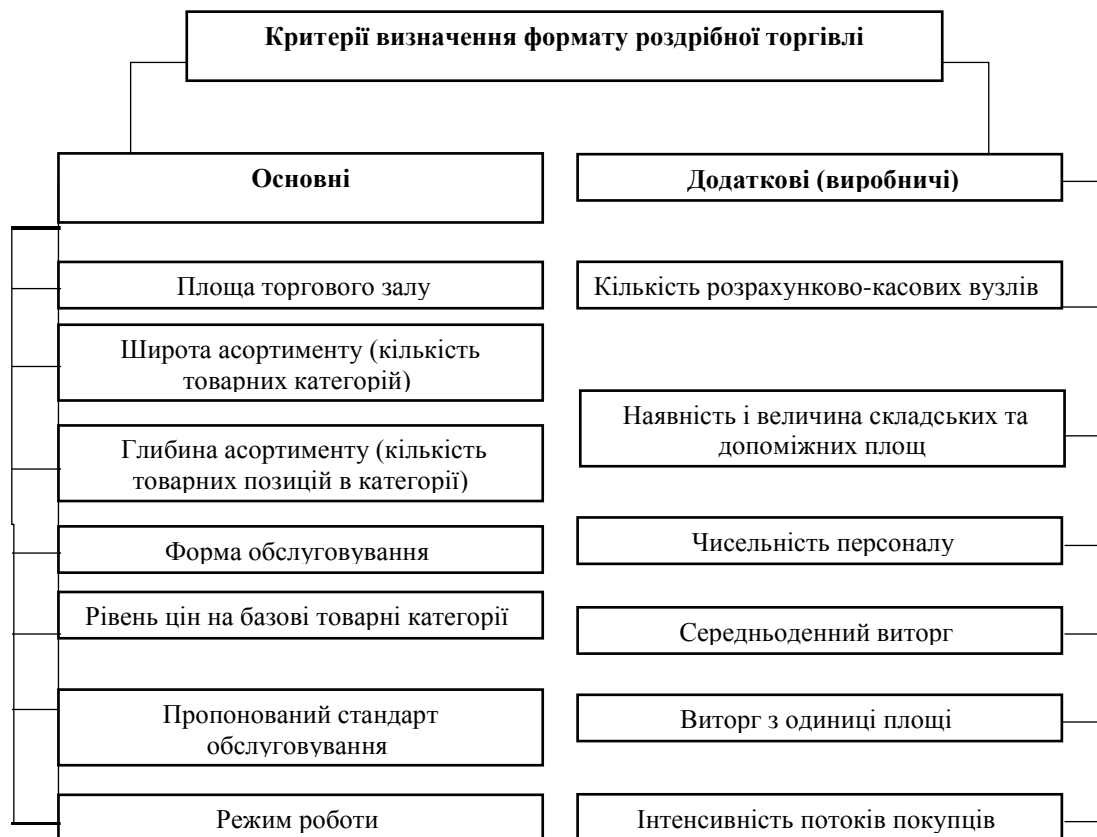 Критерії визначення формату роздрібної торгівлі
Основні
Площа торгового залу
Широта асортименту (кількість
товарних категорій)
Глибина асортименту (кількість
товарних позицій в категорії)
Форма обслуговування
Рівень цін на базові товарні категорії
Пропонований стандарт
обслуговування
Режим роботи
Додаткові (виробничі)
Кількість розрахунково-касових вузлів
Наявність і величина складських та
допоміжних площ
Чисельність персоналу
Середньоденний виторг
Виторг з одиниці площі
Інтенсивність потоків покупців